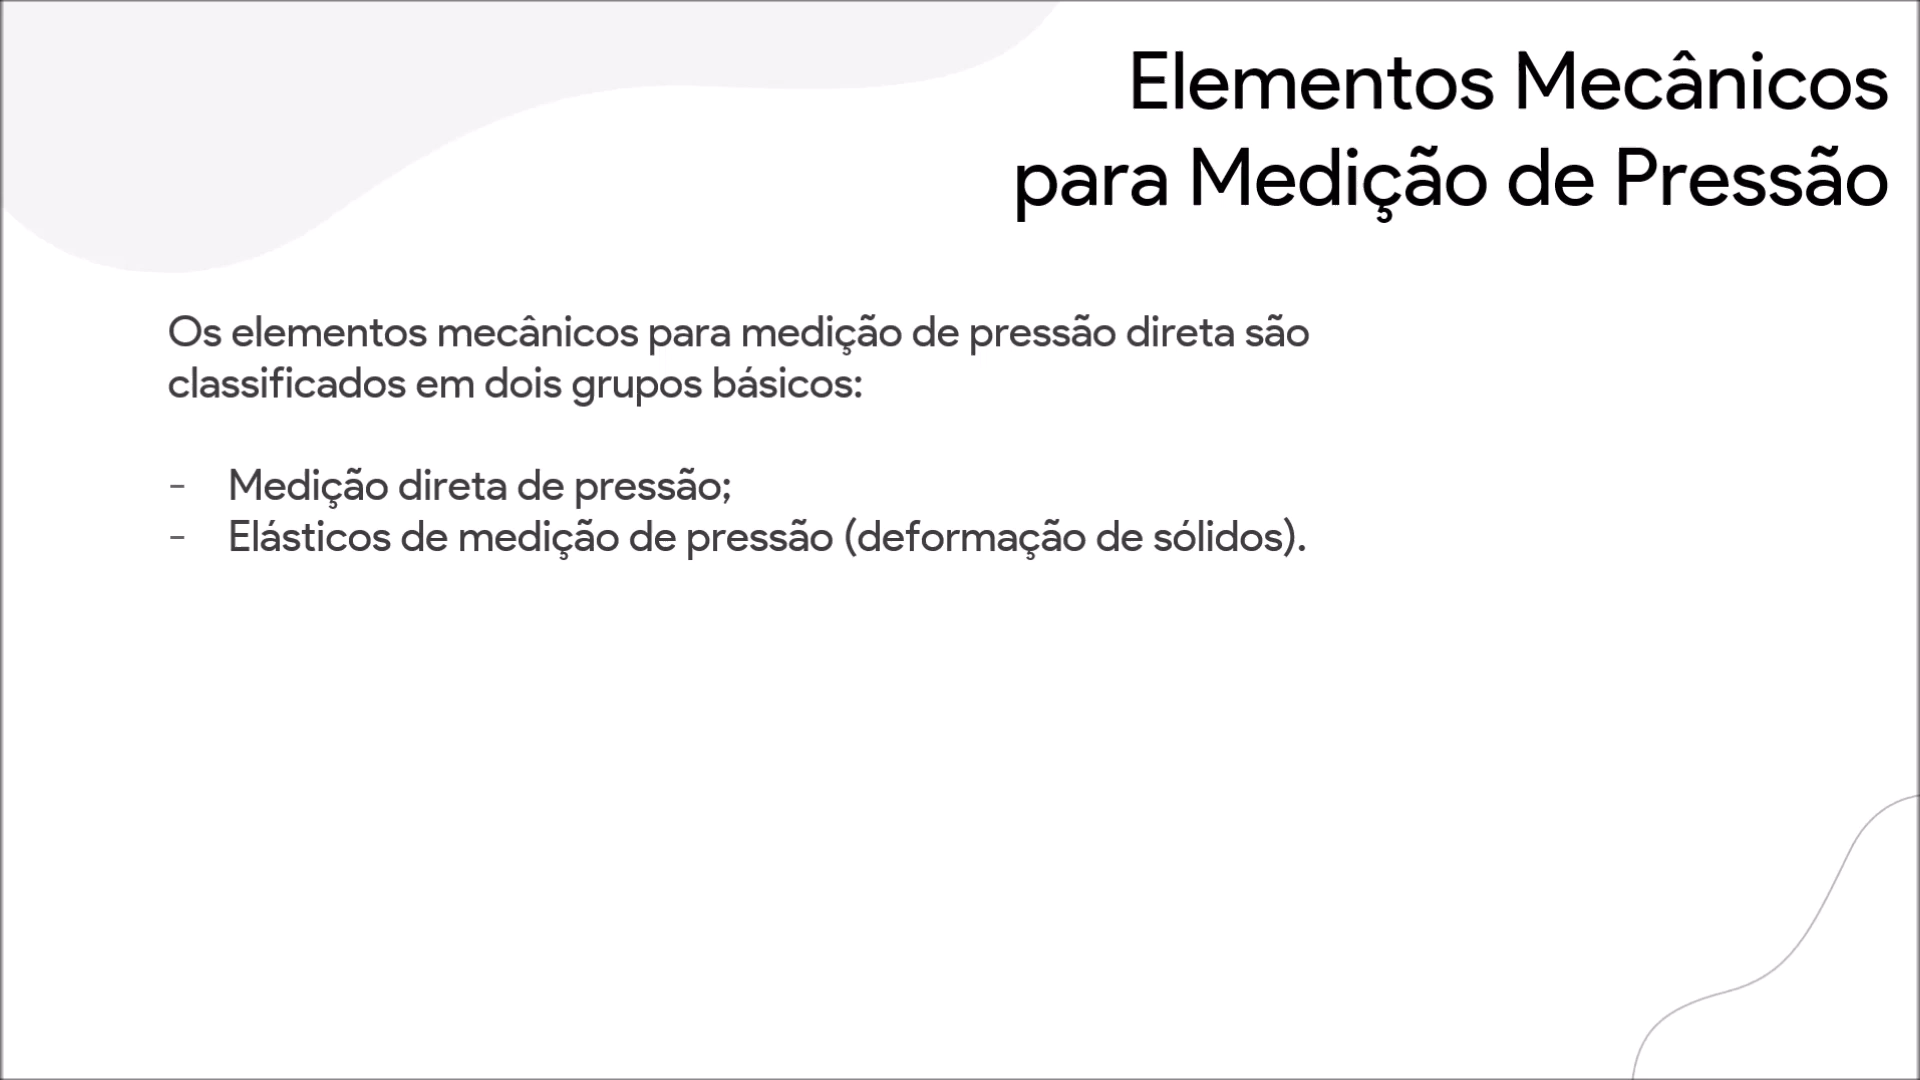 Elementos Mecânicos
para Medição de Pressão
Os elementos mecânicos para medição de pressão direta são
classificados em dois grupos básicos:
- Medição direta de pressão;
- Elásticos de medição de pressão (deformação de sólidos).